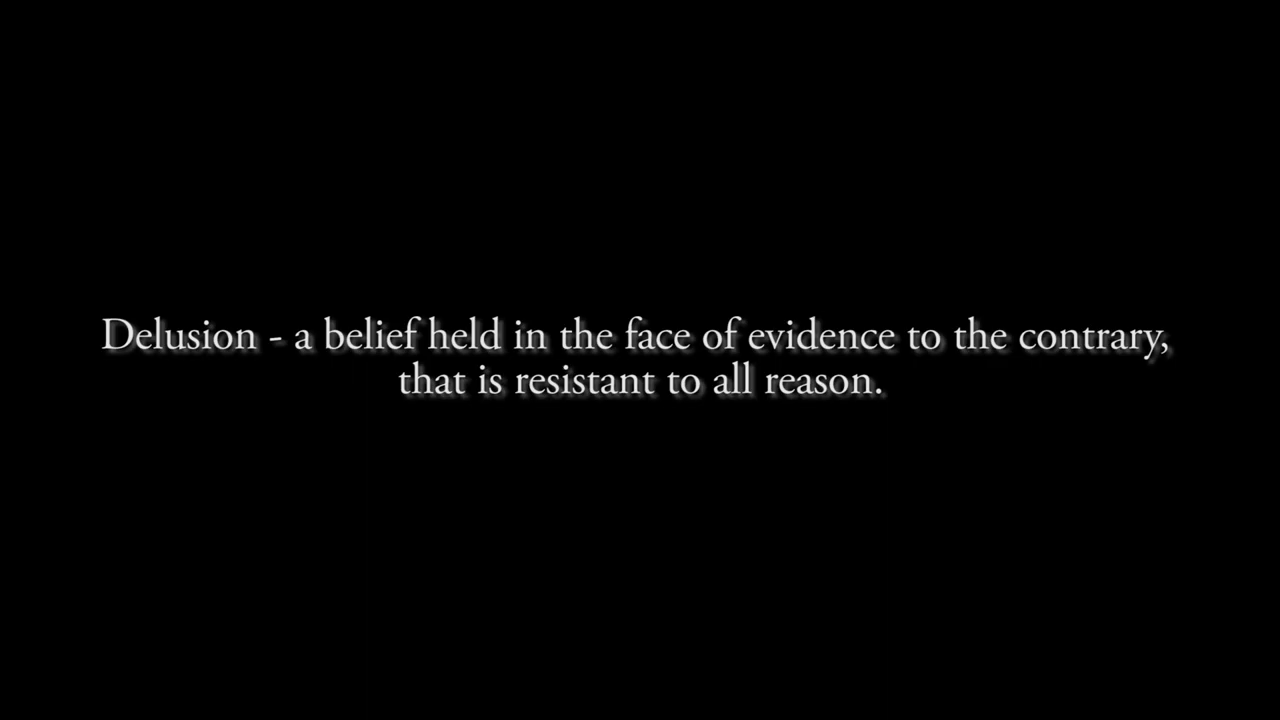 Delusion - a belief held in the face of evidence to the contrary,
that is resistant to all reason.